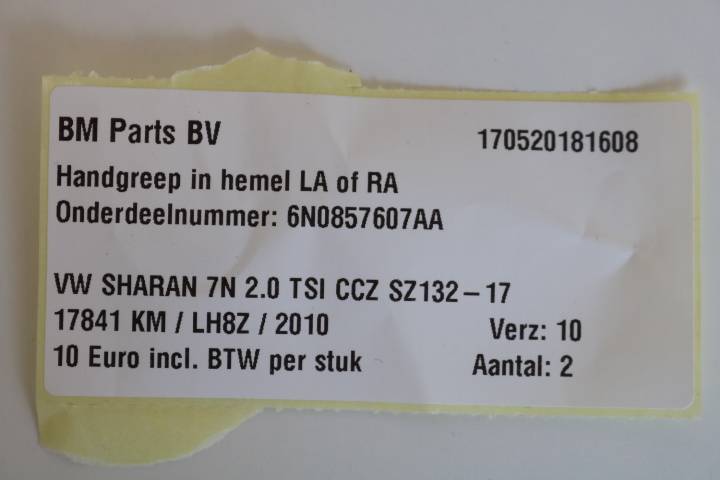 BM Parts BV 170520181608
Handgreep in hemel LA of RA
Onderdeelnummer: 6N0857607AA
VW SHARAN 7N 2.0 TSI CCZ SZ132-17
17841 KM / LH8Z / 2010 Verz: 10
10 Euro incl. BTW per stuk Aantal: 2